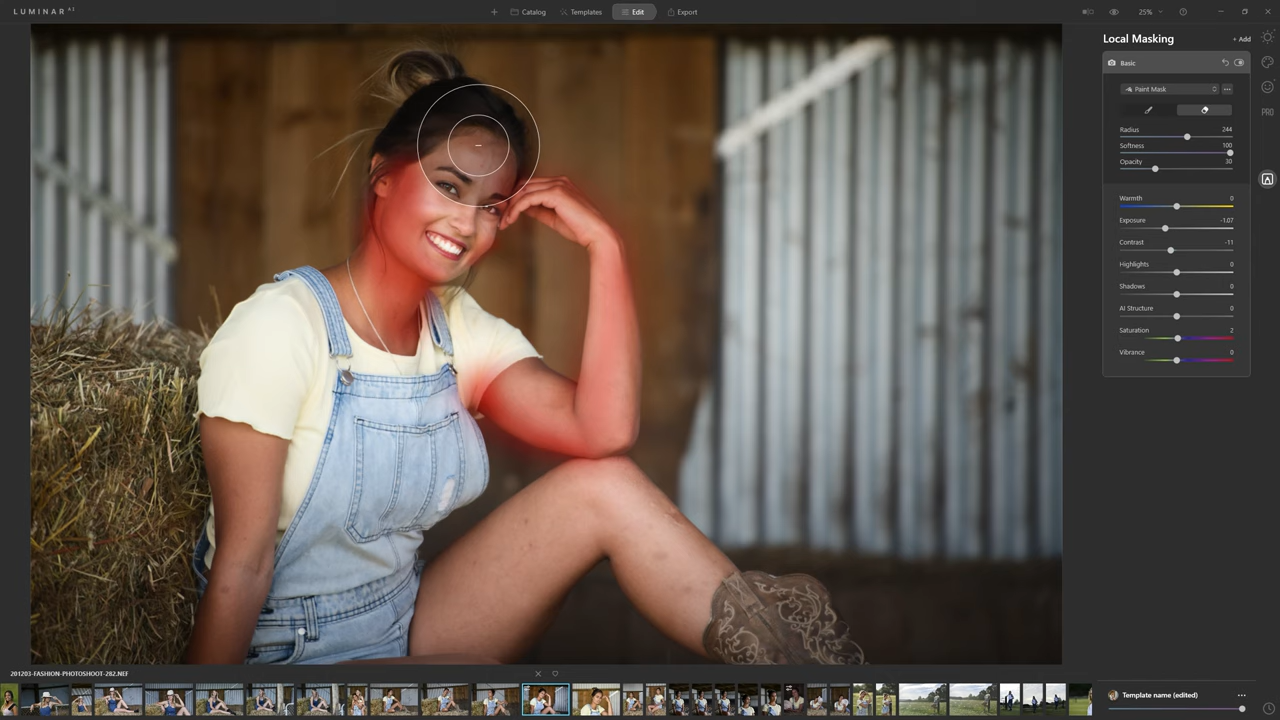 LUMINAR AI
Catalog
Templates
Edit
Export
25%
Local Masking
+ Add
Basic
Paint Mask
Radius 244
Softness 100
Opacity 30
Warmth 0
Exposure -1.07
Contrast -11
Highlights 0
Shadows 0
AI Structure 0
Saturation 2
Vibrance 0
PRO
201203-FASHION-PHOTOSHOOT-282.NEF
Template name (edited)